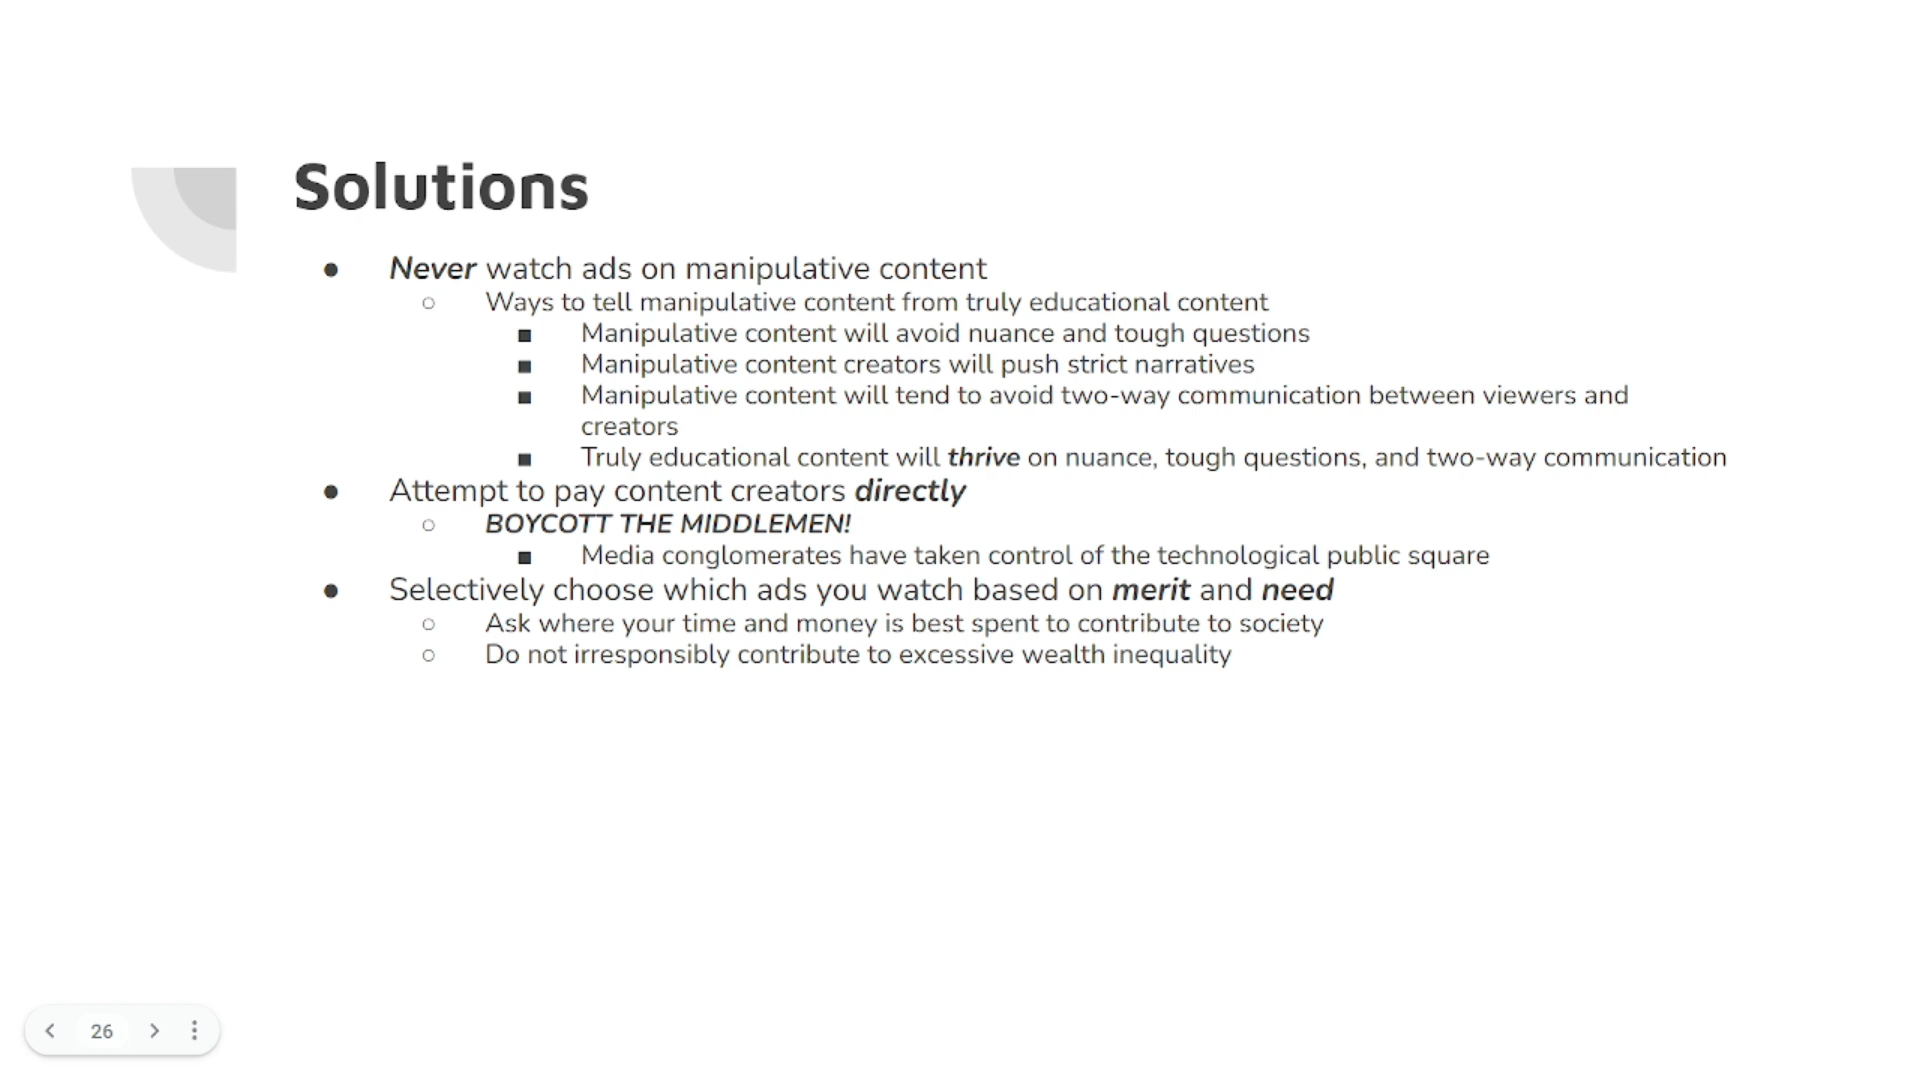 Solutions
● Never watch ads on manipulative content
○ Ways to tell manipulative content from truly educational content
■ Manipulative content will avoid nuance and tough questions
■ Manipulative content creators will push strict narratives
■ Manipulative content will tend to avoid two-way communication between viewers and
creators
■ Truly educational content will thrive on nuance, tough questions, and two-way communication
● Attempt to pay content creators directly
○ BOYCOTT THE MIDDLEMEN!
■ Media conglomerates have taken control of the technological public square
● Selectively choose which ads you watch based on merit and need
○ Ask where your time and money is best spent to contribute to society
○ Do not irresponsibly contribute to excessive wealth inequality
26